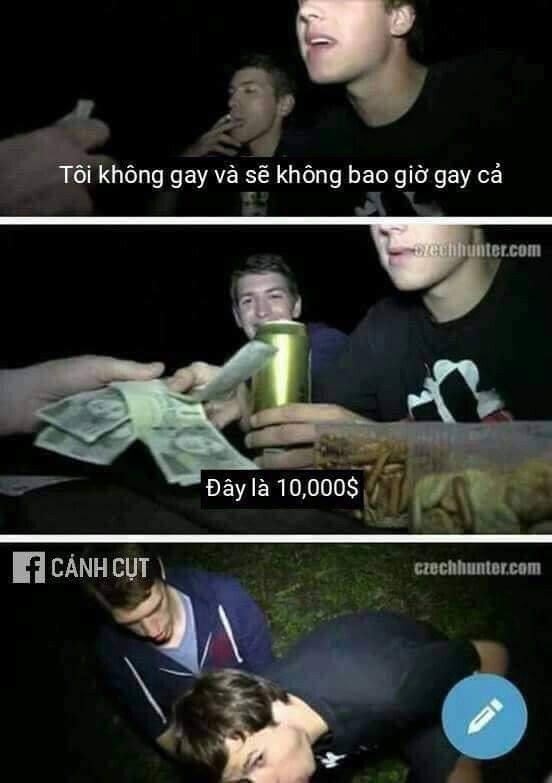 Tôi không gay và sẽ không bao giờ gay cả
czechhunter.com
Đây là 10,000$
f CÁNH CỤT
czechhunter.com